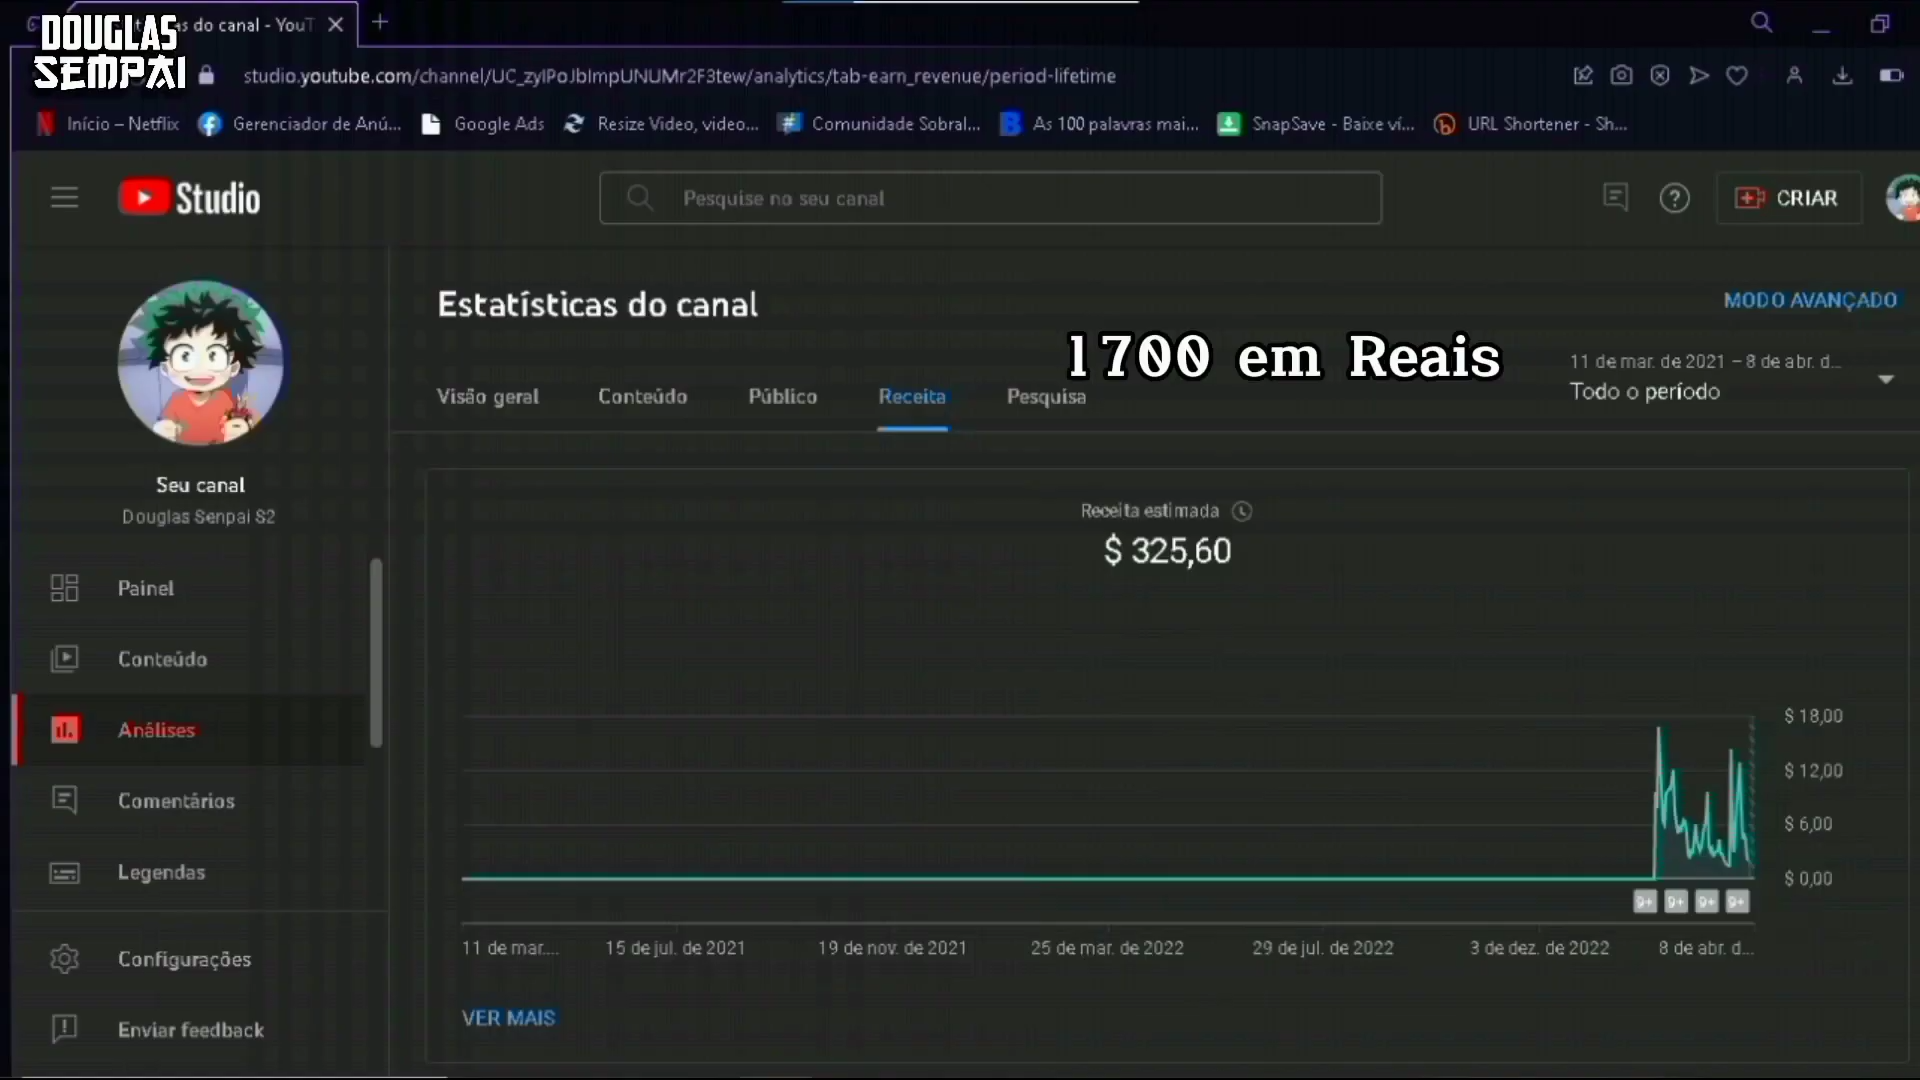 DOUGLAS
SEMPAI
as do canal - YouT
studio.youtube.com/channel/UC_zyIPoJbImpUNUMr2F3tew/analytics/tab-earn_revenue/period-lifetime
Início – Netflix
Gerenciador de Anú...
Google Ads
Resize Video, video...
Comunidade Sobral...
As 100 palavras mai...
SnapSave - Baixe ví...
URL Shortener - Sh...
Studio
Pesquise no seu canal
CRIAR
Seu canal
Douglas Senpai S2
Painel
Conteúdo
Análises
Comentários
Legendas
Configurações
Enviar feedback
Estatísticas do canal
MODO AVANÇADO
1700 em Reais
11 de mar. de 2021 – 8 de abr. d...
Todo o período
Visão geral
Conteúdo
Público
Receita
Pesquisa
Receita estimada
$ 325,60
$ 18,00
$ 12,00
$ 6,00
$ 0,00
9+ 9+ 9+ 9+
11 de mar....
15 de jul. de 2021
19 de nov. de 2021
25 de mar. de 2022
29 de jul. de 2022
3 de dez. de 2022
8 de abr. d...
VER MAIS